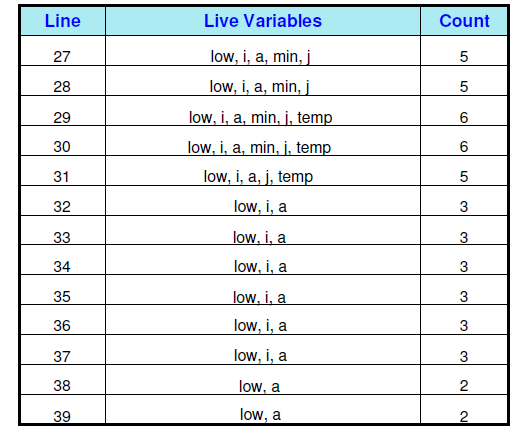 Line Live Variables Count
27 low, i, a, min, j 5
28 low, i, a, min, j 5
29 low, i, a, min, j, temp 6
30 low, i, a, min, j, temp 6
31 low, i, a, j, temp 5
32 low, i, a 3
33 low, i, a 3
34 low, i, a 3
35 low, i, a 3
36 low, i, a 3
37 low, i, a 3
38 low, a 2
39 low, a 2